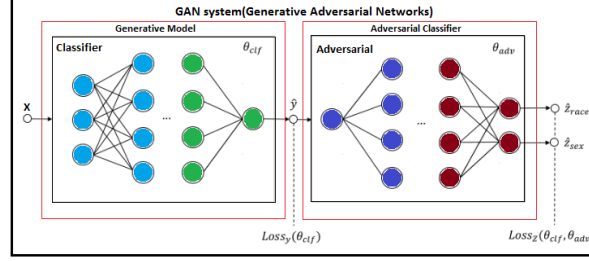 GAN system(Generative Adversarial Networks)
Generative Model
Adversarial Classifier
Classifier
θ_clf
Adversarial
θ_adv
x
...
ŷ
...
ẑ_race
ẑ_sex
Loss_y(θ_clf)
Loss_Z(θ_clf, θ_adv